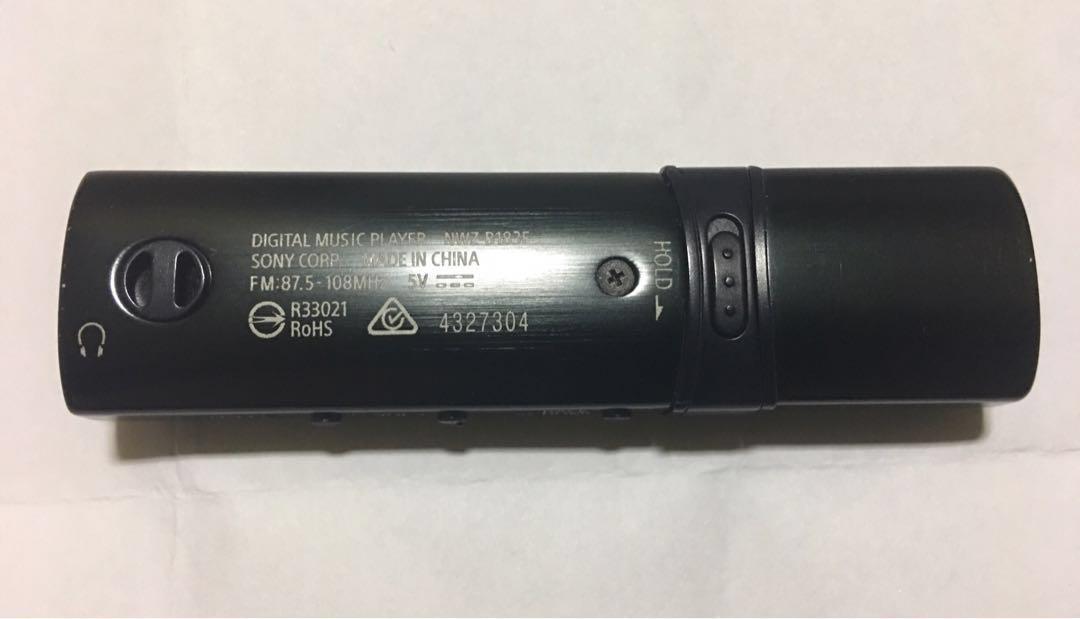 DIGITAL MUSIC PLAYER
SONY CORP. MADE IN CHINA
FM:87.5-108MHz 5V
R33021
RoHS
4327304
HOLD